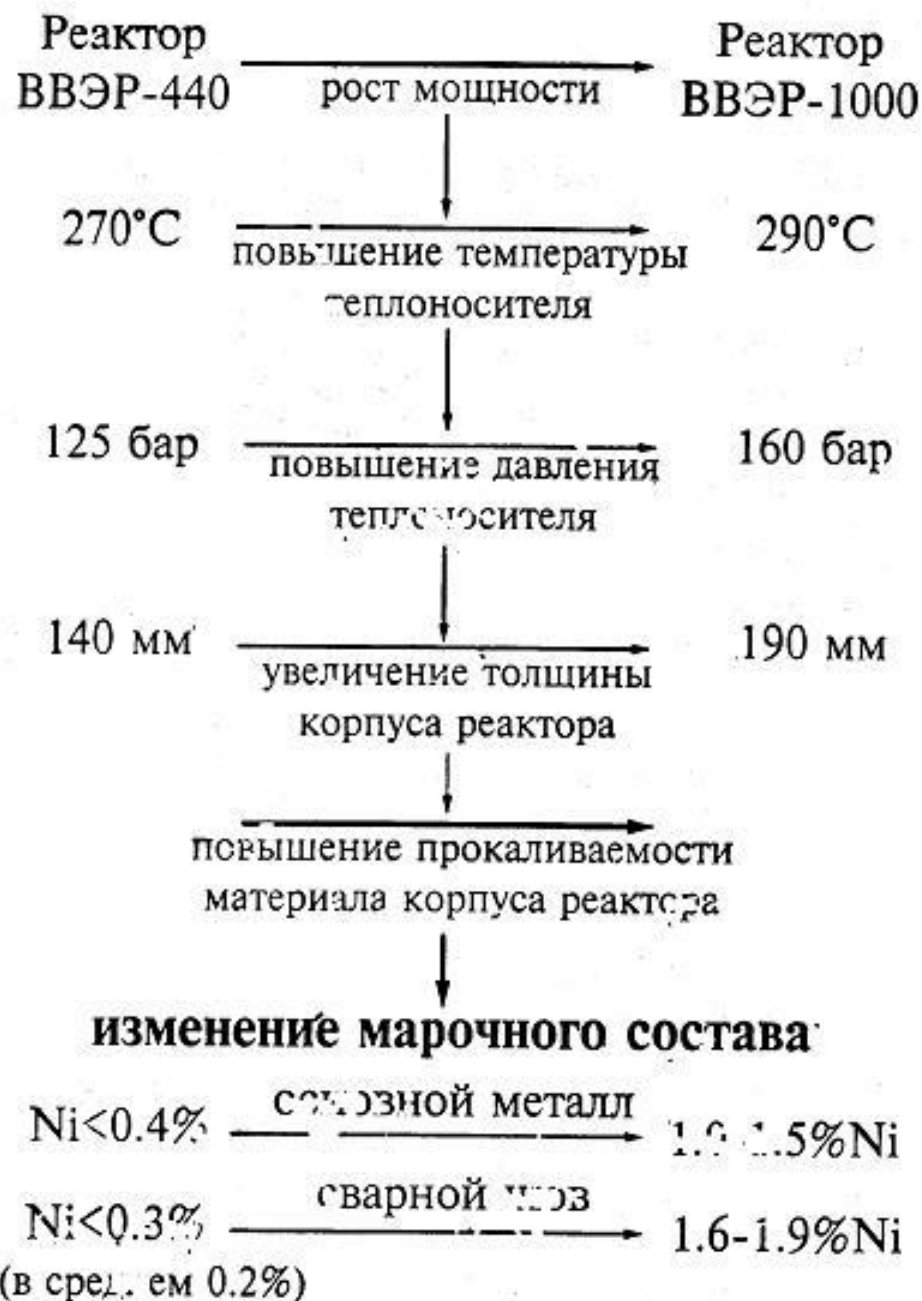 Реактор
ВВЭР-440
рост мощности
Реактор
ВВЭР-1000
270°C
повышение температуры
теплоносителя
290°C
125 бар
повышение давления
теплоносителя
160 бар
140 мм
увеличение толщины
корпуса реактора
190 мм
повышение прокаливаемости
материала корпуса реактора
изменение марочного состава
Ni<0.4%
металл
Ni<0.3%
(в среднем 0.2%)
сварной шов
1.6-1.9%Ni